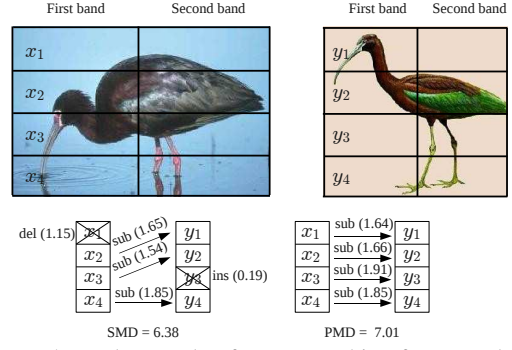 First band Second band First band Second band
x1 y1
x2 y2
x3 y3
x4 y4
del (1.15) x1 sub (1.65) y1 x1 sub (1.64) y1
x2 sub (1.54) y2 x2 sub (1.66) y2
x3 y3 ins (0.19) x3 sub (1.91) y3
x4 sub (1.85) y4 x4 sub (1.85) y4
SMD = 6.38 PMD = 7.01